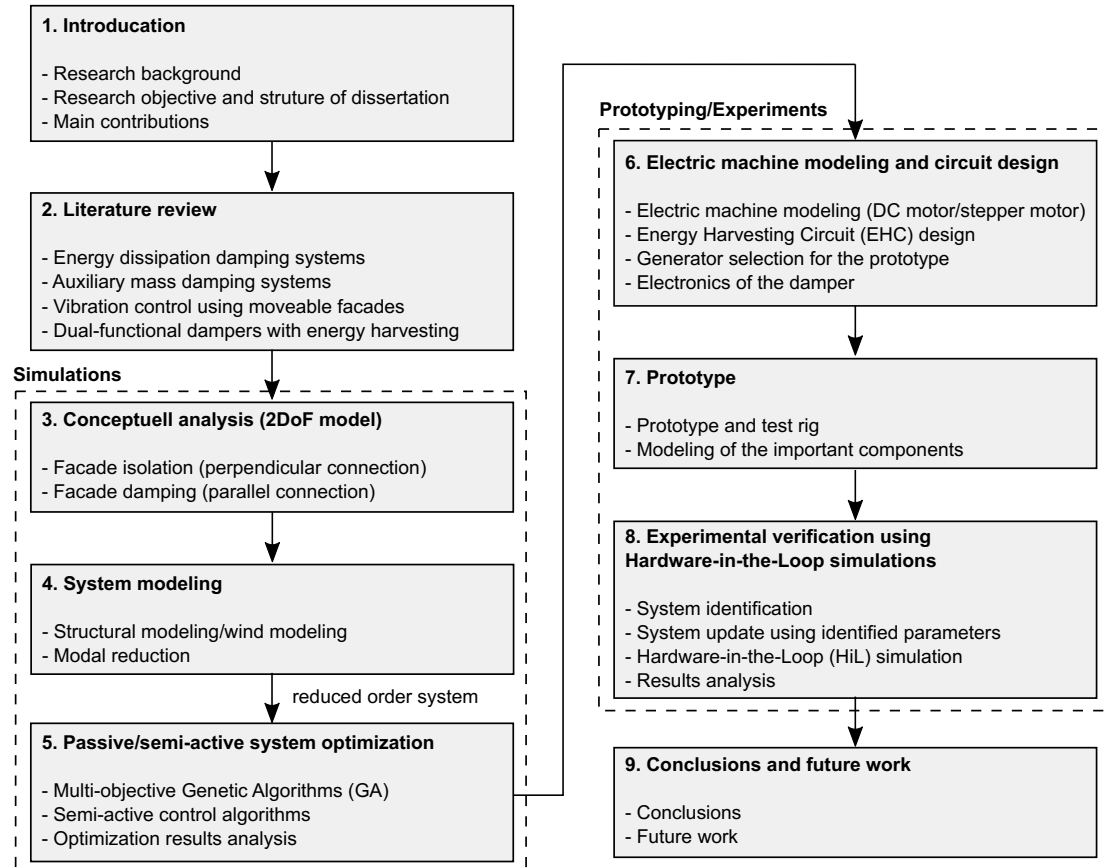 1. Introducation
- Research background
- Research objective and struture of dissertation
- Main contributions
2. Literature review
- Energy dissipation damping systems
- Auxiliary mass damping systems
- Vibration control using moveable facades
- Dual-functional dampers with energy harvesting
Simulations
3. Conceptuell analysis (2DoF model)
- Facade isolation (perpendicular connection)
- Facade damping (parallel connection)
4. System modeling
- Structural modeling/wind modeling
- Modal reduction
reduced order system
5. Passive/semi-active system optimization
- Multi-objective Genetic Algorithms (GA)
- Semi-active control algorithms
- Optimization results analysis
Prototyping/Experiments
6. Electric machine modeling and circuit design
- Electric machine modeling (DC motor/stepper motor)
- Energy Harvesting Circuit (EHC) design
- Generator selection for the prototype
- Electronics of the damper
7. Prototype
- Prototype and test rig
- Modeling of the important components
8. Experimental verification using
Hardware-in-the-Loop simulations
- System identification
- System update using identified parameters
- Hardware-in-the-Loop (HiL) simulation
- Results analysis
9. Conclusions and future work
- Conclusions
- Future work